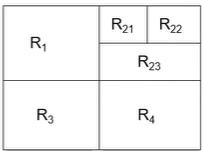 R₁ R₂₁ R₂₂
R₂₃
R₃ R₄